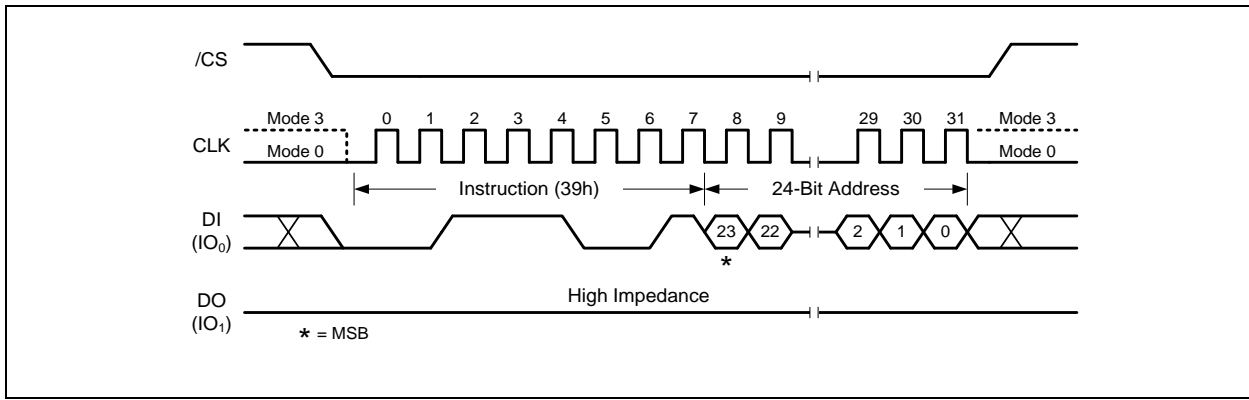 /CS
Mode 3 0 1 2 3 4 5 6 7 8 9 29 30 31 Mode 3
CLK
Mode 0 Mode 0
Instruction (39h) 24-Bit Address
DI
(IO₀)
23 22 2 1 0
*
High Impedance
DO
(IO₁)
* = MSB